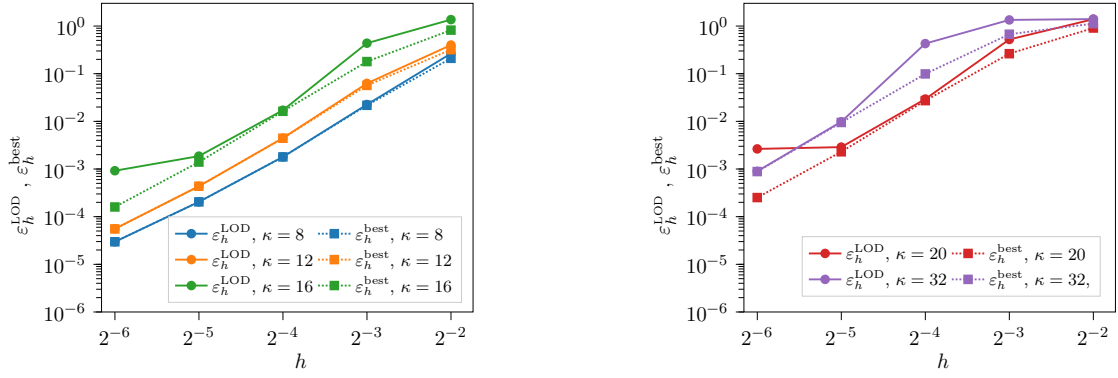 10^0
10^−1
10^−2
10^−3
10^−4
10^−5
10^−6
ε_h^LOD , ε_h^best
2^−6 2^−5 2^−4 2^−3 2^−2
h
ε_h^LOD, κ = 8 ε_h^best, κ = 8
ε_h^LOD, κ = 12 ε_h^best, κ = 12
ε_h^LOD, κ = 16 ε_h^best, κ = 16
10^0
10^−1
10^−2
10^−3
10^−4
10^−5
10^−6
ε_h^LOD , ε_h^best
2^−6 2^−5 2^−4 2^−3 2^−2
h
ε_h^LOD, κ = 20 ε_h^best, κ = 20
ε_h^LOD, κ = 32 ε_h^best, κ = 32,